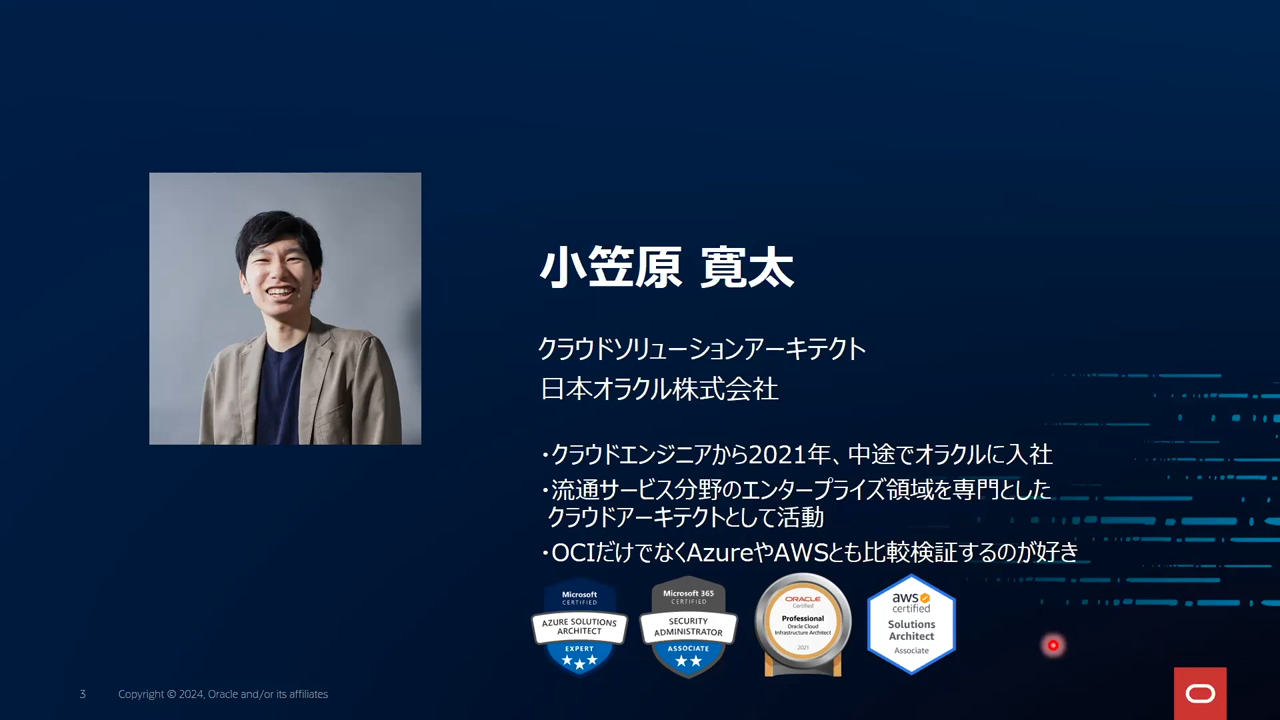 小笠原 寛太
クラウドソリューションアーキテクト
日本オラクル株式会社
・クラウドエンジニアから2021年、中途でオラクルに入社
・流通サービス分野のエンタープライズ領域を専門とした
クラウドアーキテクトとして活動
・OCIだけでなくAzureやAWSとも比較検証するのが好き
Microsoft
CERTIFIED
AZURE SOLUTIONS
ARCHITECT
EXPERT
Microsoft 365
CERTIFIED
SECURITY
ADMINISTRATOR
ASSOCIATE
ORACLE
Certified
Professional
Oracle Cloud
Infrastructure Architect
2021
aws
certified
Solutions
Architect
Associate
3 Copyright © 2024, Oracle and/or its affiliates